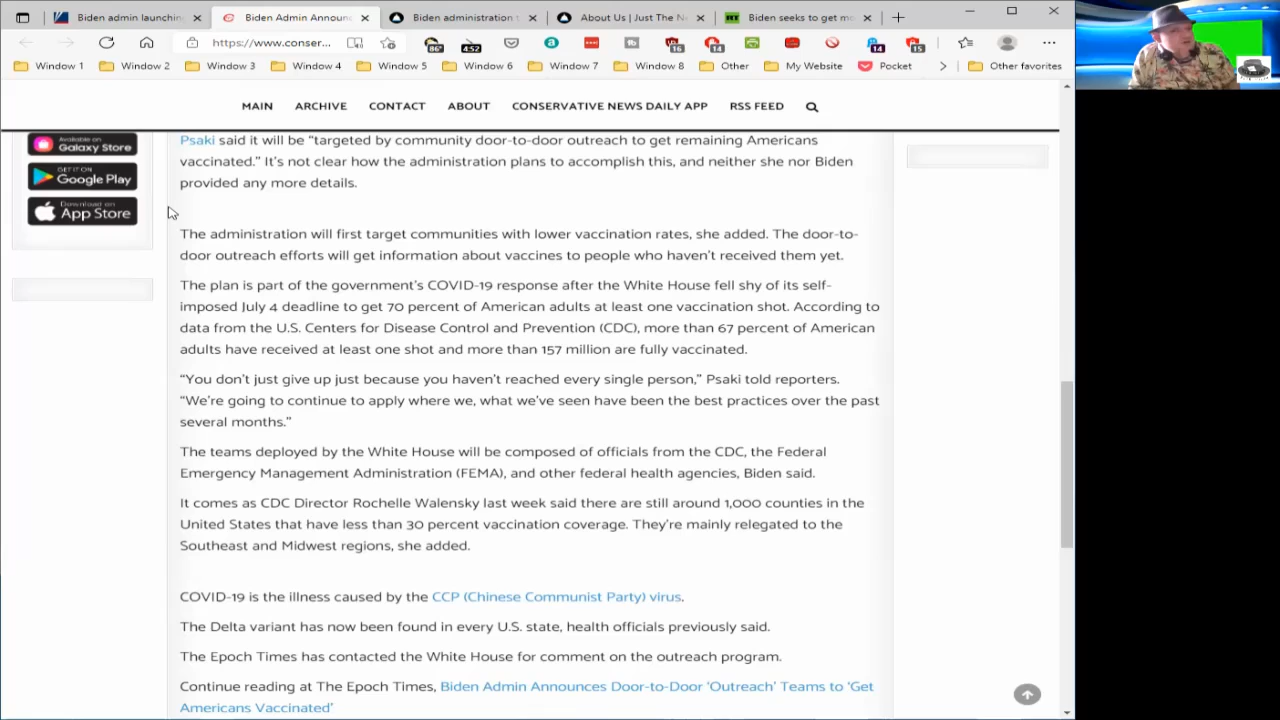 Biden admin launchin
Biden Admin Announc
Biden administration t
About Us | Just The N
Biden seeks to get mo
https://www.conser...
86°
4:52
16
14
14
15
Window 1
Window 2
Window 3
Window 4
Window 5
Window 6
Window 7
Window 8
Other
My Website
Pocket
Other favorites
MAIN ARCHIVE CONTACT ABOUT CONSERVATIVE NEWS DAILY APP RSS FEED
Available on
Galaxy Store
GET IT ON
Google Play
Download on
App Store
Psaki said it will be “targeted by community door-to-door outreach to get remaining Americans
vaccinated.” It’s not clear how the administration plans to accomplish this, and neither she nor Biden
provided any more details.
The administration will first target communities with lower vaccination rates, she added. The door-to-
door outreach efforts will get information about vaccines to people who haven’t received them yet.
The plan is part of the government’s COVID-19 response after the White House fell shy of its self-
imposed July 4 deadline to get 70 percent of American adults at least one vaccination shot. According to
data from the U.S. Centers for Disease Control and Prevention (CDC), more than 67 percent of American
adults have received at least one shot and more than 157 million are fully vaccinated.
“You don’t just give up just because you haven’t reached every single person,” Psaki told reporters.
“We’re going to continue to apply where we, what we’ve seen have been the best practices over the past
several months.”
The teams deployed by the White House will be composed of officials from the CDC, the Federal
Emergency Management Administration (FEMA), and other federal health agencies, Biden said.
It comes as CDC Director Rochelle Walensky last week said there are still around 1,000 counties in the
United States that have less than 30 percent vaccination coverage. They’re mainly relegated to the
Southeast and Midwest regions, she added.
COVID-19 is the illness caused by the CCP (Chinese Communist Party) virus.
The Delta variant has now been found in every U.S. state, health officials previously said.
The Epoch Times has contacted the White House for comment on the outreach program.
Continue reading at The Epoch Times, Biden Admin Announces Door-to-Door ‘Outreach’ Teams to ‘Get
Americans Vaccinated’